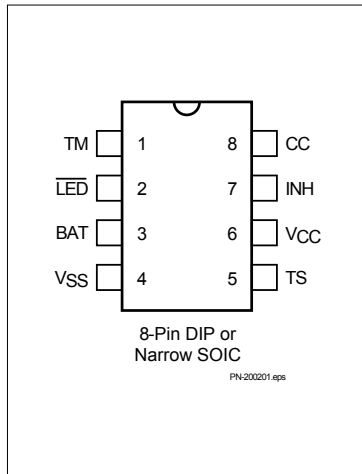 TM 1 8 CC
LED 2 7 INH
BAT 3 6 VCC
VSS 4 5 TS
8-Pin DIP or
Narrow SOIC
PN-200201.eps